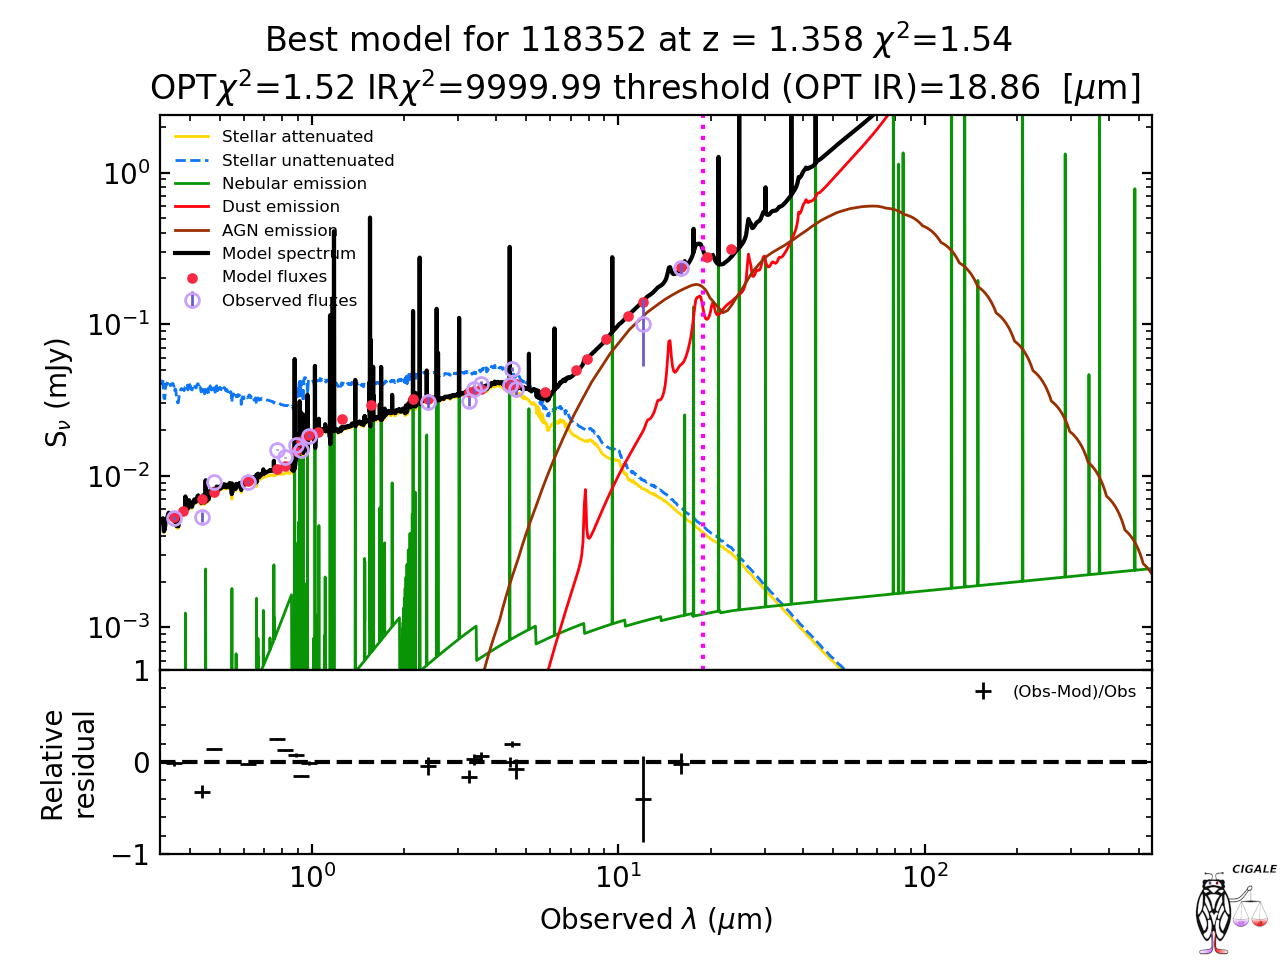 Best model for 118352 at z = 1.358 χ²=1.54
OPTχ²=1.52 IRχ²=9999.99 threshold (OPT IR)=18.86 [μm]
Stellar attenuated
Stellar unattenuated
Nebular emission
Dust emission
AGN emission
Model spectrum
Model fluxes
Observed fluxes
S_ν (mJy)
10⁰
10⁻¹
10⁻²
10⁻³
1
0
−1
Relative
residual
(Obs-Mod)/Obs
10⁰ 10¹ 10²
Observed λ (μm)
CIGALE